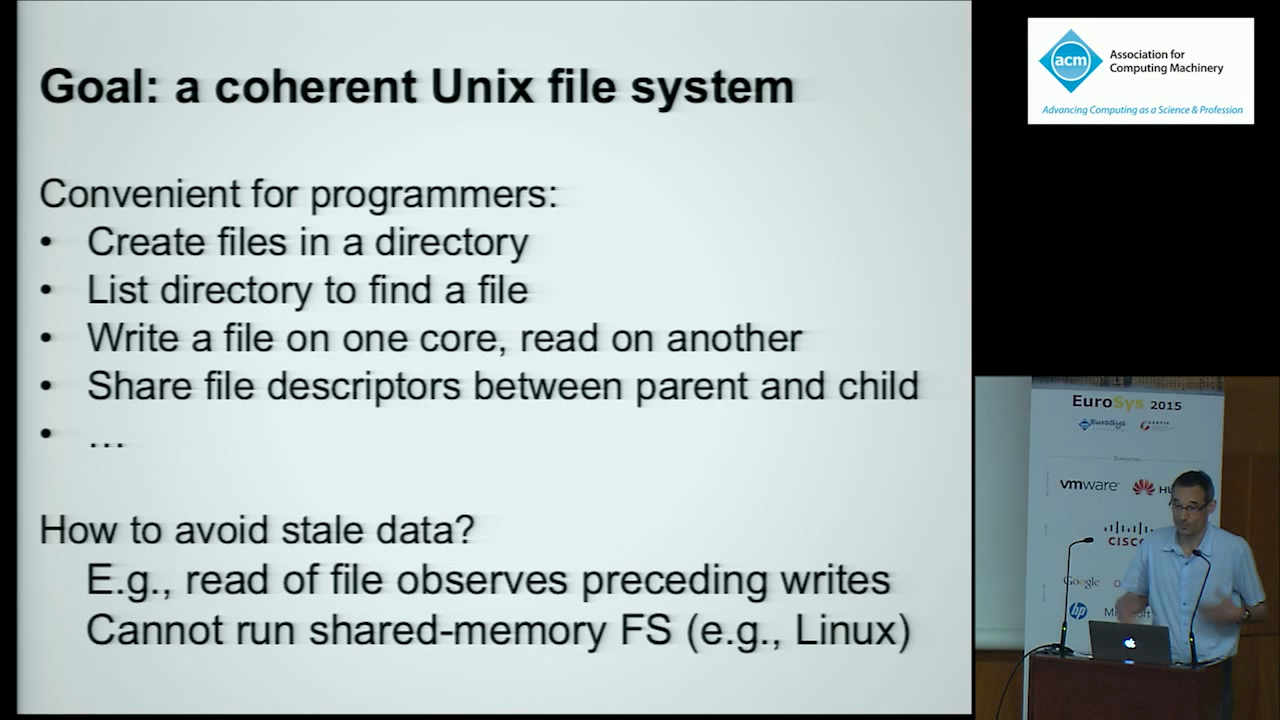 Goal: a coherent Unix file system
Convenient for programmers:
• Create files in a directory
• List directory to find a file
• Write a file on one core, read on another
• Share file descriptors between parent and child
• …
How to avoid stale data?
E.g., read of file observes preceding writes
Cannot run shared-memory FS (e.g., Linux)
acm
Association for
Computing Machinery
Advancing Computing as a Science & Profession
EuroSys 2015
EuroSys
vmware
HU
CISCO
Google
hp